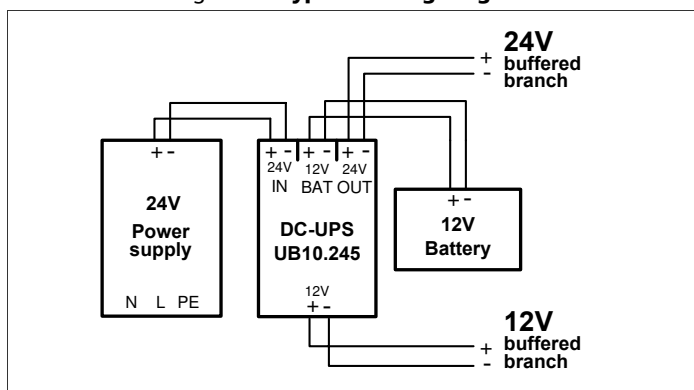 24V
+ buffered
- branch
+ -
24V
Power
supply
N L PE
+ - + - + -
24V 12V 24V
IN BAT OUT
DC-UPS
UB10.245
12V
+ -
+ -
12V
Battery
12V
+ buffered
- branch